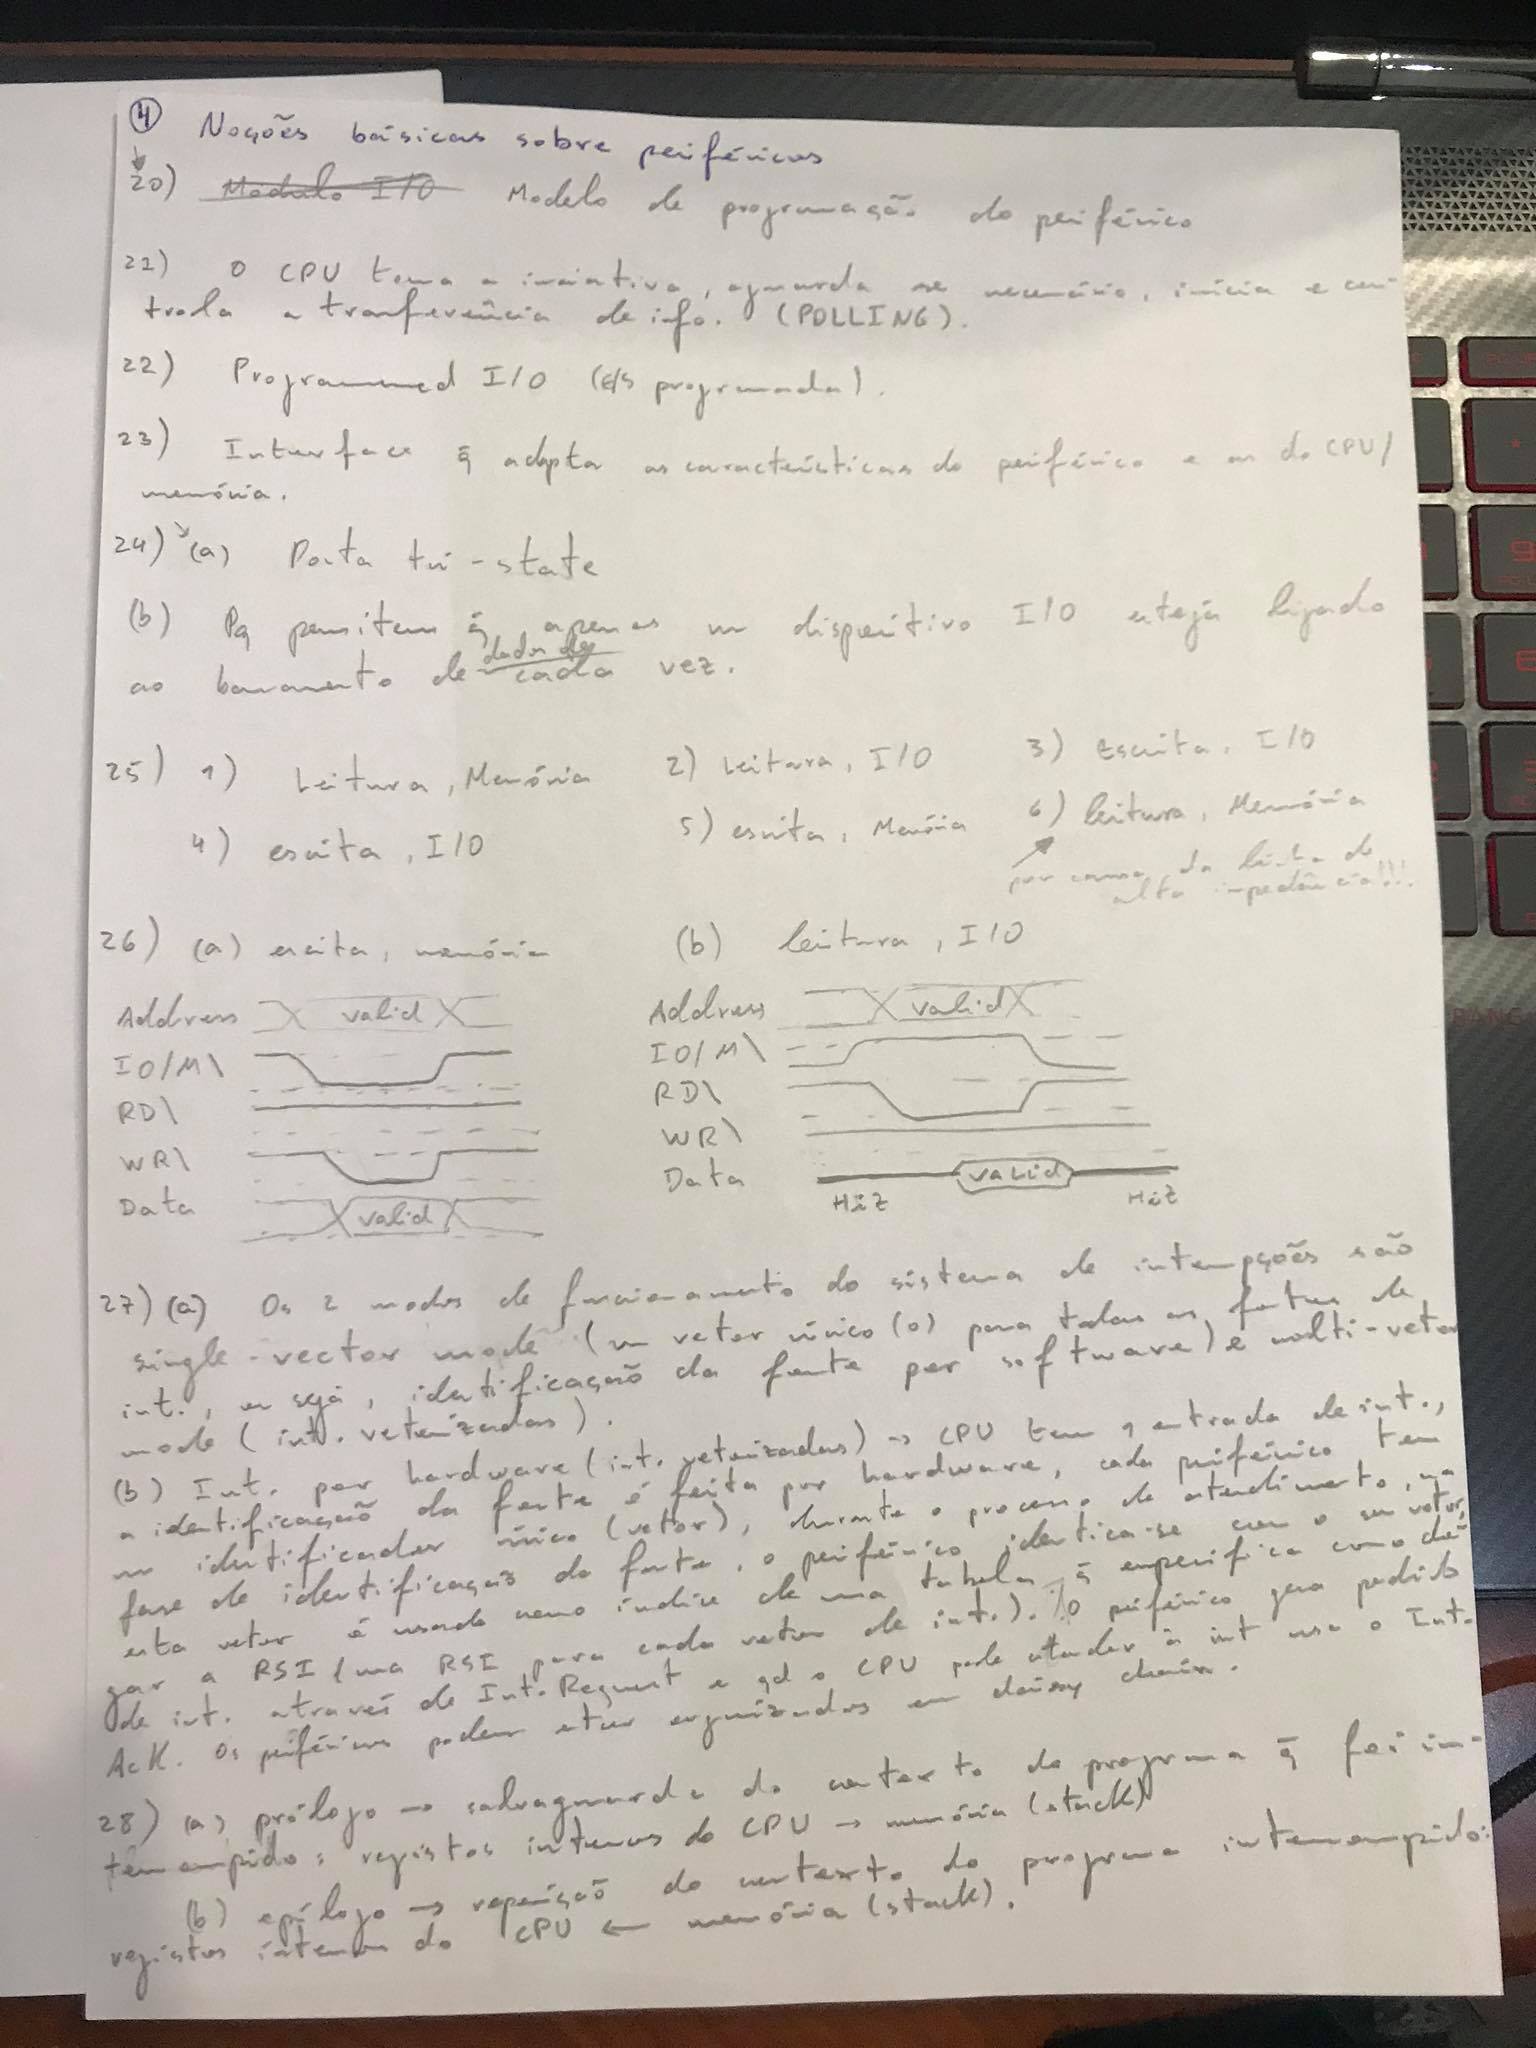 ④ Noções básicas sobre periféricos
20) Modulo I/O Modelo de programação do periférico
21) O CPU toma a iniciativa, aguarda se necessário, inicia e con-
trola a tranferência de info. (POLLING).
22) Programmed I/O (E/S programada).
23) Interface q̃ adapta as características do periférico e as do CPU/
memória.
24) (a) Porta tri-state
(b) Pq permitem q̃ apenas um dispositivo I/O esteja ligado
ao barramento de dados de cada vez.
25) 1) Leitura, Memória 2) Leitura, I/O 3) Escrita, I/O
4) escrita, I/O 5) escrita, Memória 6) leitura, Memória
por causa da linha de
alta impedância!!!
26) (a) escrita, memória (b) leitura, I/O
Address valid Address valid
IO/M\ IO/M\
RD\ RD\
WR\ WR\
Data valid Data HiZ valid HiZ
27) (a) Os 2 modos de funcionamento do sistema de interrupções são
single-vector mode (um vetor único (0) para todas as fontes de
int., ou seja, identificação da fonte por software) e multi-vetor
mode (int. vetorizadas).
(b) Int. por hardware (int. vetorizadas) → CPU tem 1 entrada de int.,
a identificação da fonte é feita por hardware, cada periférico tem
um identificador único (vetor), durante o processo de atendimento, na
fase de identificação da fonte, o periférico identica-se com o seu vetor,
esta vetor é usado como índice de uma tabela q̃ especifica como che-
gar a RSI (uma RSI para cada vetor de int.). O periférico gera pedido
de int. através de Int. Request e qd o CPU pode atender à int usa o Int.
Ack. Os periféricos podem estar organizados em daisy chain.
28) (a) prólogo → salvaguarda do contexto do programa q̃ foi in-
terrompido: registos internos do CPU → memória (stack)
(b) epílogo → reposição do contexto do programa interrompido:
registos internos do CPU ← memória (stack).